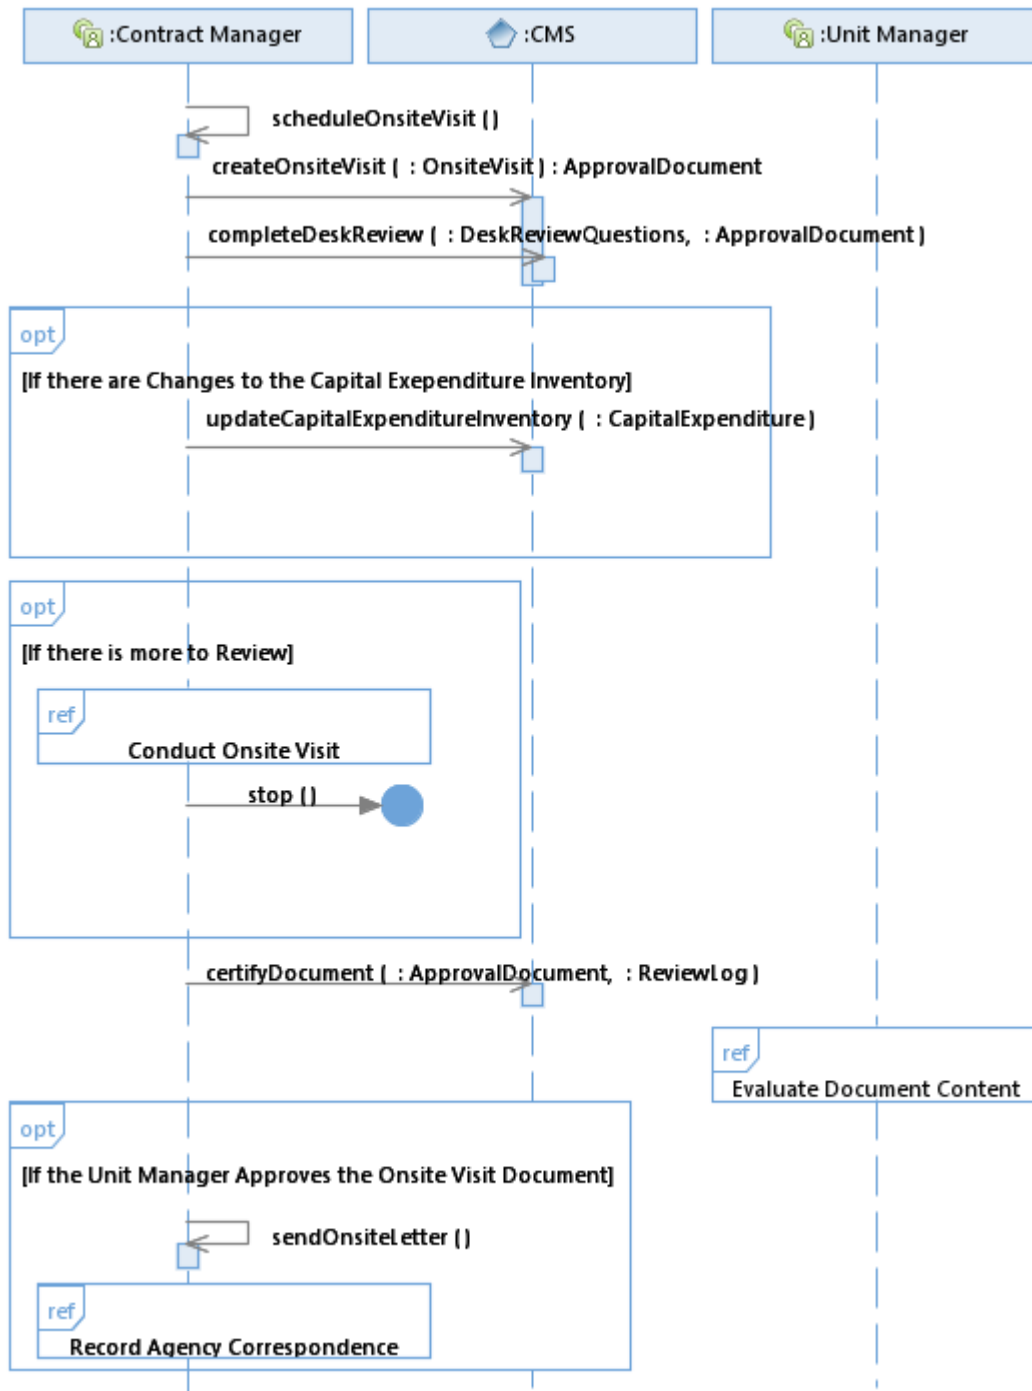 :Contract Manager
:CMS
:Unit Manager
scheduleOnsiteVisit ()
createOnsiteVisit ( : OnsiteVisit) : ApprovalDocument
completeDeskReview ( : DeskReviewQuestions, : ApprovalDocument)
opt
[If there are Changes to the Capital Exependiture Inventory]
updateCapitalExpenditureInventory ( : CapitalExpenditure)
opt
[If there is more to Review]
ref
Conduct Onsite Visit
stop ()
certifyDocument ( : ApprovalDocument, : ReviewLog)
ref
Evaluate Document Content
opt
[If the Unit Manager Approves the Onsite Visit Document]
sendOnsiteLetter ()
ref
Record Agency Correspondence